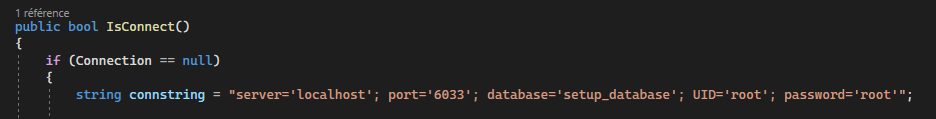 1 référence
public bool IsConnect()
{
if (Connection == null)
{
string connstring = "server='localhost'; port='6033'; database='setup_database'; UID='root'; password='root'";